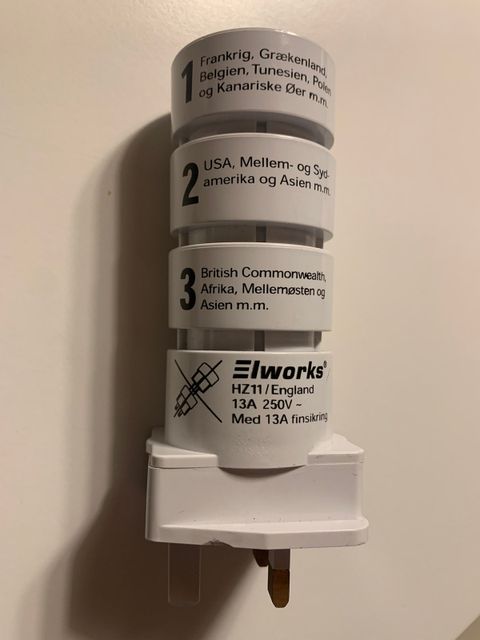 1
Frankrig, Grækenland,
Belgien, Tunesien, Polen
og Kanariske Øer m.m.
2
USA, Mellem- og Syd-
amerika og Asien m.m.
3
British Commonwealth,
Afrika, Mellemøsten og
Asien m.m.
Elworks®
HZ11/England
13A 250V ~
Med 13A finsikring